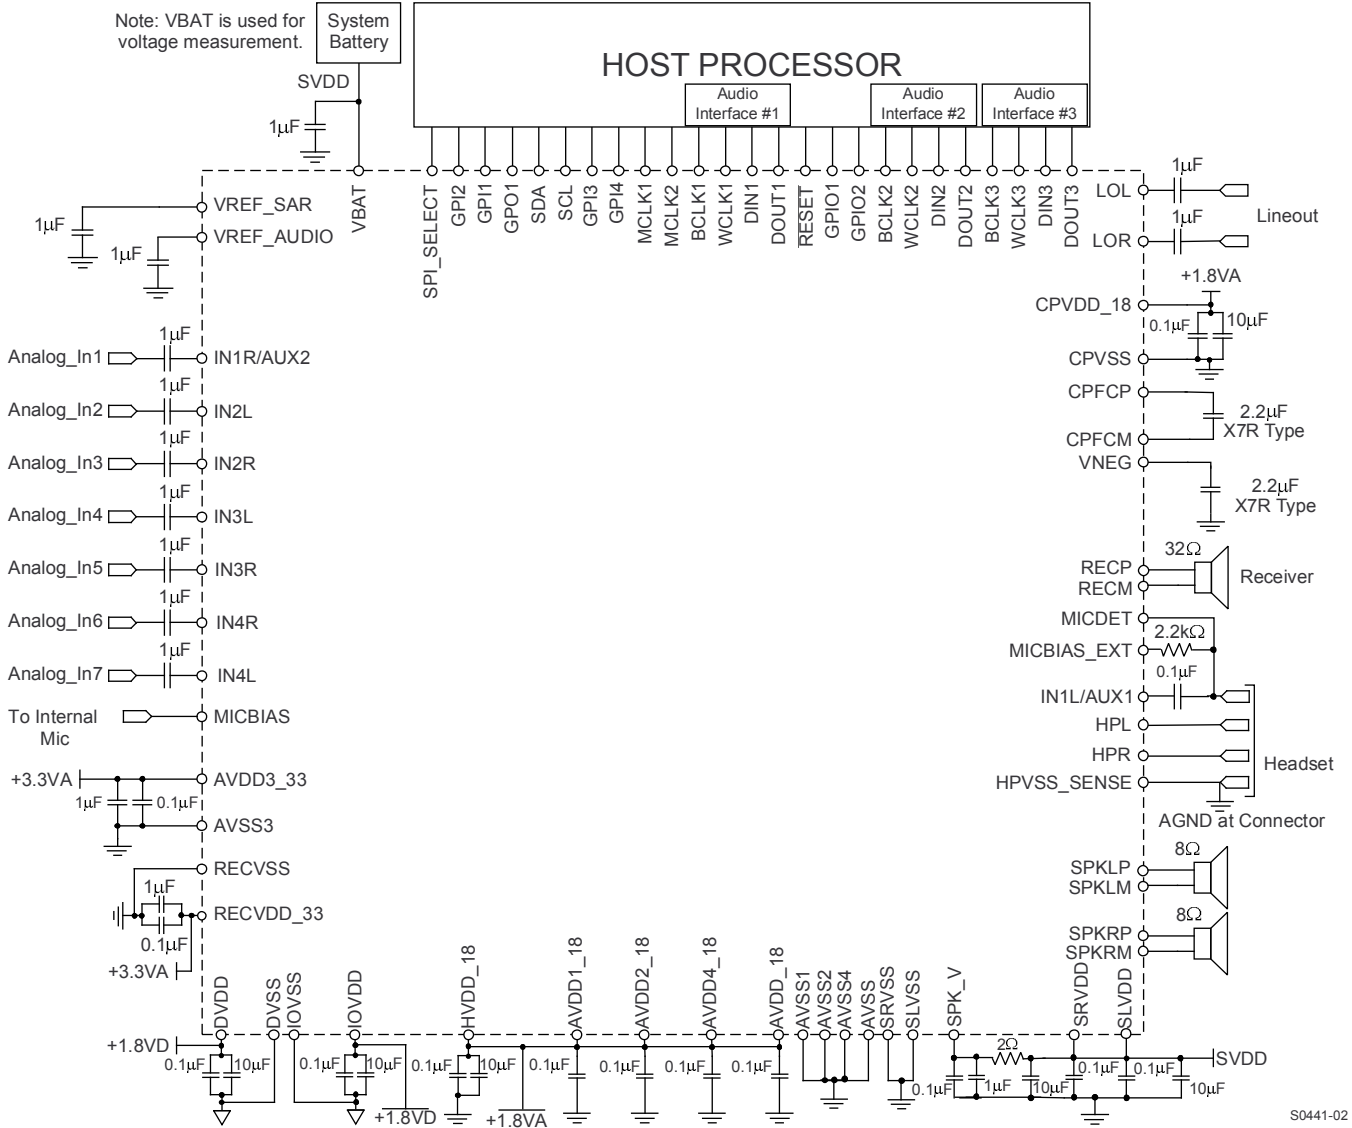 Note: VBAT is used for
voltage measurement.
System
Battery
HOST PROCESSOR
Audio
Interface #1
Audio
Interface #2
Audio
Interface #3
SVDD
1μF
VBAT
SPI_SELECT
GPI2
GPI1
GPO1
SDA
SCL
GPI3
GPI4
MCLK1
MCLK2
BCLK1
WCLK1
DIN1
DOUT1
RESET
GPIO1
GPIO2
BCLK2
WCLK2
DIN2
DOUT2
BCLK3
WCLK3
DIN3
DOUT3
1μF
VREF_SAR
1μF
VREF_AUDIO
1μF
Analog_In1
IN1R/AUX2
1μF
Analog_In2
IN2L
1μF
Analog_In3
IN2R
1μF
Analog_In4
IN3L
1μF
Analog_In5
IN3R
1μF
Analog_In6
IN4R
1μF
Analog_In7
IN4L
To Internal
Mic
MICBIAS
+3.3VA
AVDD3_33
1μF
0.1μF
AVSS3
RECVSS
1μF
RECVDD_33
0.1μF
+3.3VA
LOL
1μF
Lineout
LOR
1μF
+1.8VA
CPVDD_18
0.1μF
10μF
CPVSS
CPFCP
2.2μF
X7R Type
CPFCM
VNEG
2.2μF
X7R Type
32Ω
RECP
RECM
Receiver
MICDET
2.2kΩ
MICBIAS_EXT
0.1μF
IN1L/AUX1
HPL
HPR
Headset
HPVSS_SENSE
AGND at Connector
8Ω
SPKLP
SPKLM
8Ω
SPKRP
SPKRM
DVDD
DVSS
IOVSS
IOVDD
HVDD_18
AVDD1_18
AVDD2_18
AVDD4_18
AVDD_18
AVSS1
AVSS2
AVSS4
AVSS
SRVSS
SLVSS
SPK_V
SRVDD
SLVDD
+1.8VD
0.1μF
10μF
0.1μF
10μF
+1.8VD
0.1μF
10μF
+1.8VA
0.1μF
0.1μF
0.1μF
0.1μF
2Ω
0.1μF
1μF
10μF
0.1μF
0.1μF
10μF
SVDD
S0441-02